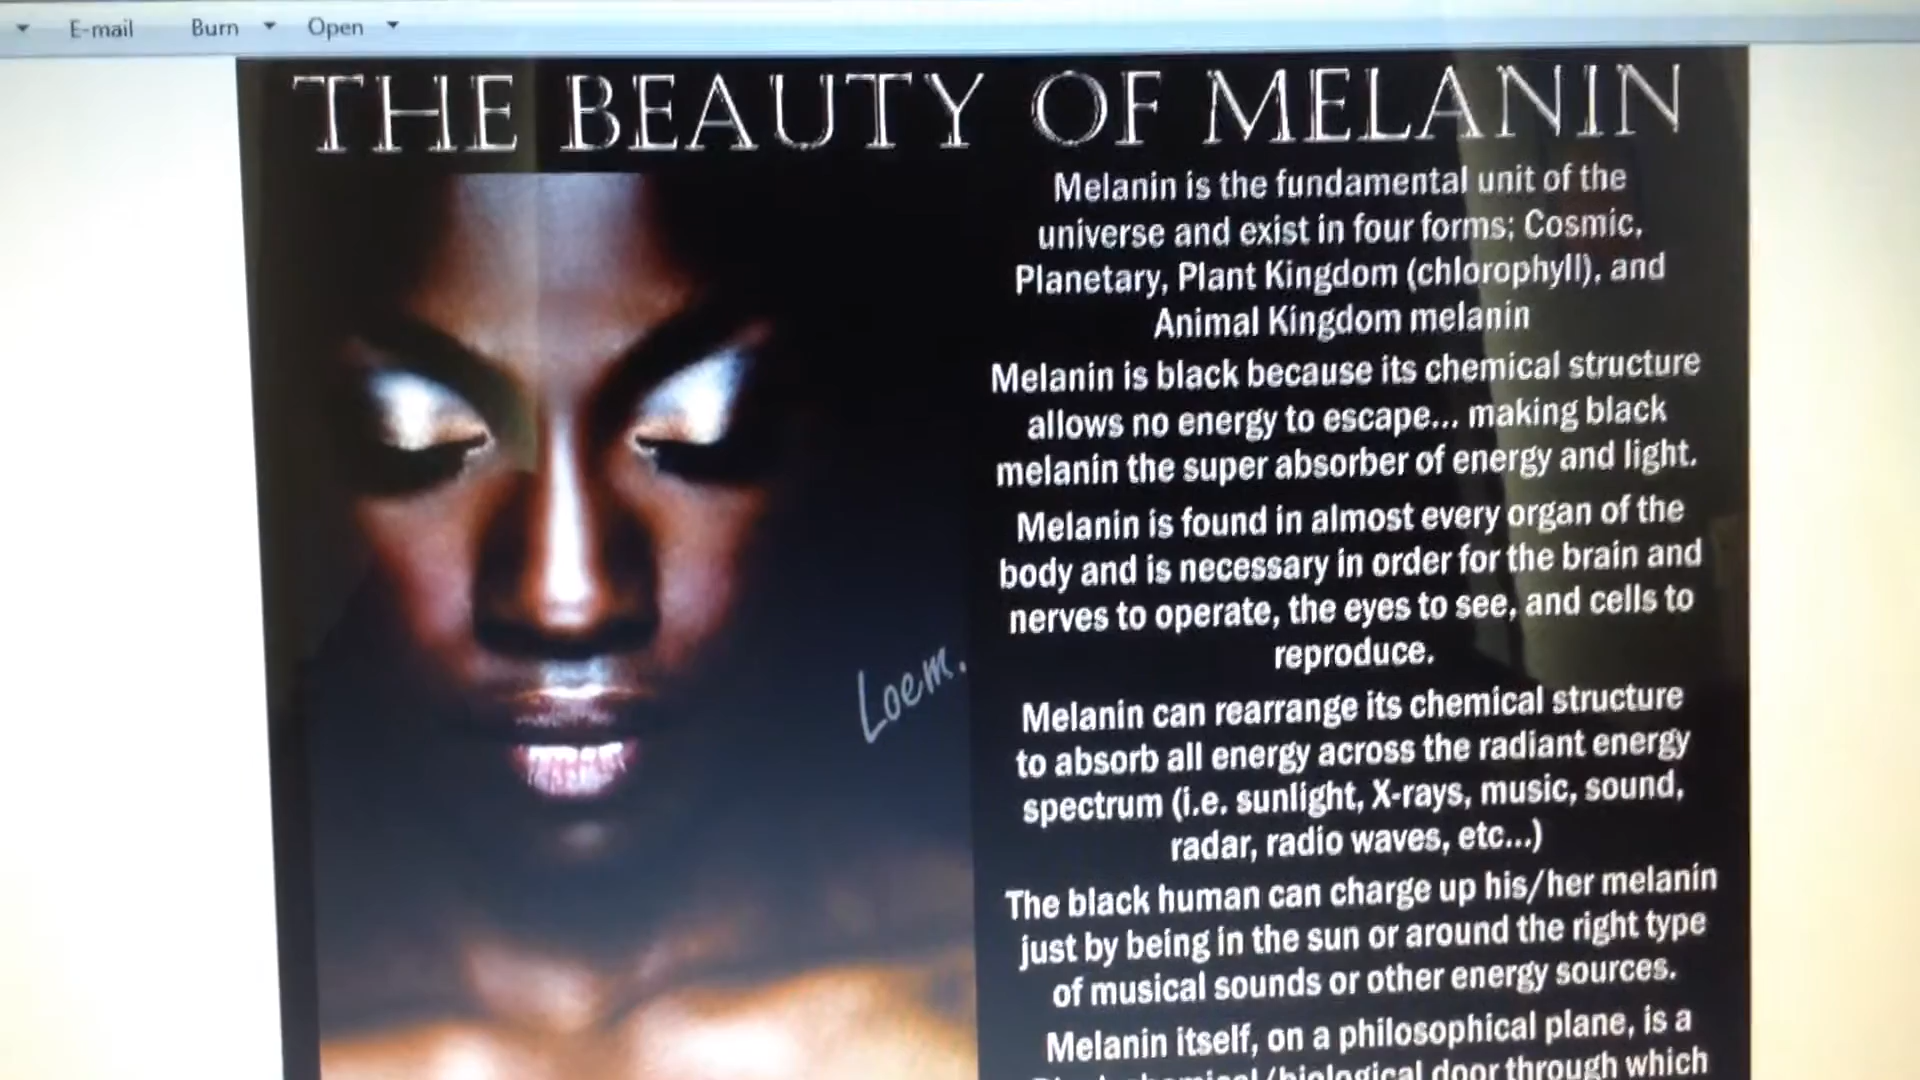 E-mail Burn Open
THE BEAUTY OF MELANIN
Melanin is the fundamental unit of the
universe and exist in four forms; Cosmic,
Planetary, Plant Kingdom (chlorophyll), and
Animal Kingdom melanin
Melanin is black because its chemical structure
allows no energy to escape... making black
melanin the super absorber of energy and light.
Melanin is found in almost every organ of the
body and is necessary in order for the brain and
nerves to operate, the eyes to see, and cells to
reproduce.
Loem.
Melanin can rearrange its chemical structure
to absorb all energy across the radiant energy
spectrum (i.e. sunlight, X-rays, music, sound,
radar, radio waves, etc...)
The black human can charge up his/her melanin
just by being in the sun or around the right type
of musical sounds or other energy sources.
Melanin itself, on a philosophical plane, is a
/biological door through which